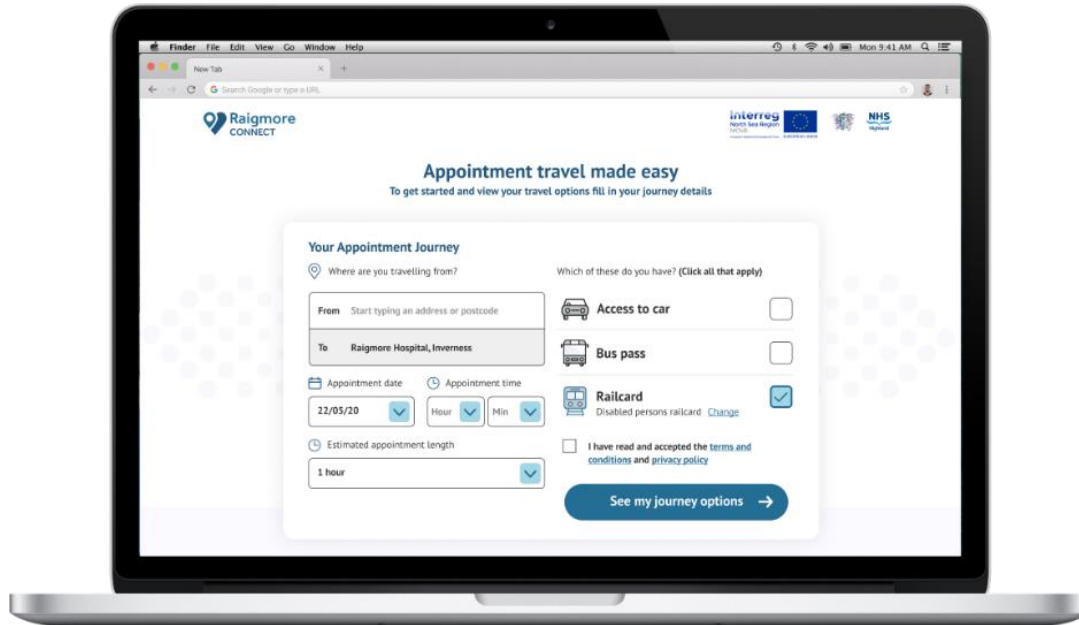 Finder File Edit View Go Window Help
Mon 9:41 AM
New Tab
Search Google or type a URL
Raigmore
CONNECT
Interreg
North Sea Region
EUROPEAN UNION
NHS
Highland
Appointment travel made easy
To get started and view your travel options fill in your journey details
Your Appointment Journey
Where are you travelling from?
From Start typing an address or postcode
To Raigmore Hospital, Inverness
Appointment date
Appointment time
22/05/20
Hour
Min
Estimated appointment length
1 hour
Which of these do you have? (Click all that apply)
Access to car
Bus pass
Railcard
Disabled persons railcard Change
I have read and accepted the terms and
conditions and privacy policy
See my journey options